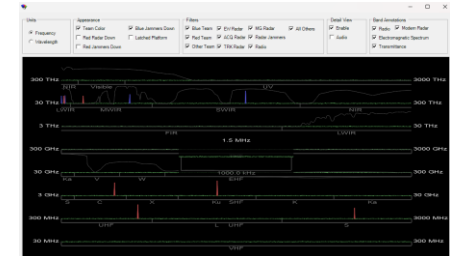 Units
Frequency
Wavelength
Appearance
Team Color
Red Radar Down
Red Jammers Down
Blue Jammers Down
Latched Platform
Filters
Blue Team
Red Team
Other Team
EW Radar
ACQ Radar
TRK Radar
MG Radar
Radar Jammers
Radio
All Others
Detail View
Enable
Audio
Band Annotations
Radio
Modern Radar
Electromagnetic Spectrum
Transmittance
300 THz
3000 THz
NIR
Visible
UV
30 THz
300 THz
LWIR
MWIR
SWIR
NIR
3 THz
30 THz
FIR
LWIR
1.5 MHz
300 GHz
3000 GHz
30 GHz
300 GHz
1000.0 kHz
Ka
V
W
EHF
3 GHz
30 GHz
S
C
X
Ku
SHF
K
Ka
300 MHz
3000 MHz
UHF
L
UHF
S
30 MHz
300 MHz
VHF